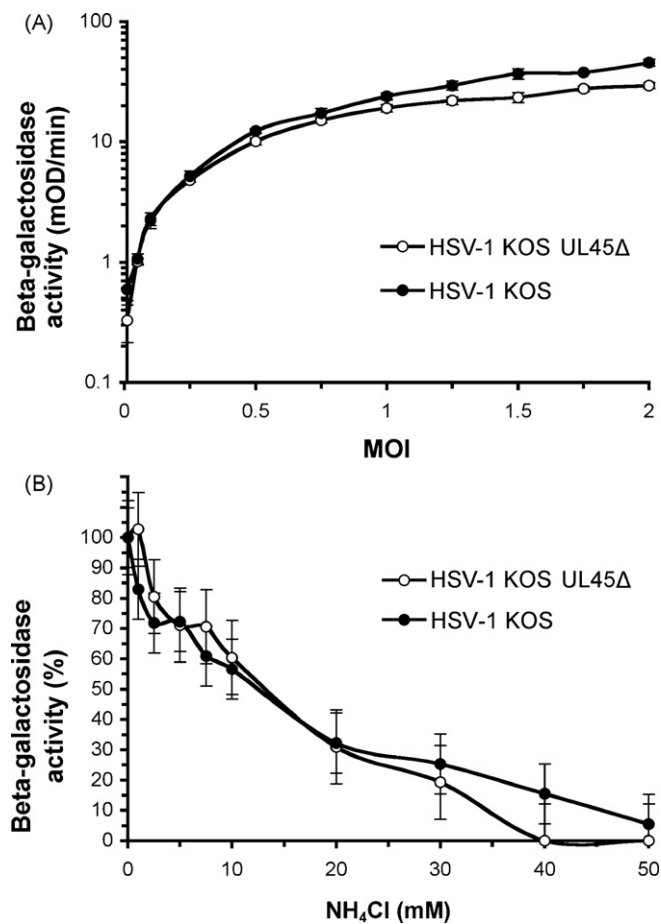 (A)
100
10
1
0.1
Beta-galactosidase
activity (mOD/min)
HSV-1 KOS UL45Δ
HSV-1 KOS
0
0.5
1
1.5
2
MOI
(B)
100
90
80
70
60
50
40
30
20
10
0
Beta-galactosidase
activity (%)
HSV-1 KOS UL45Δ
HSV-1 KOS
0
10
20
30
40
50
NH₄Cl (mM)